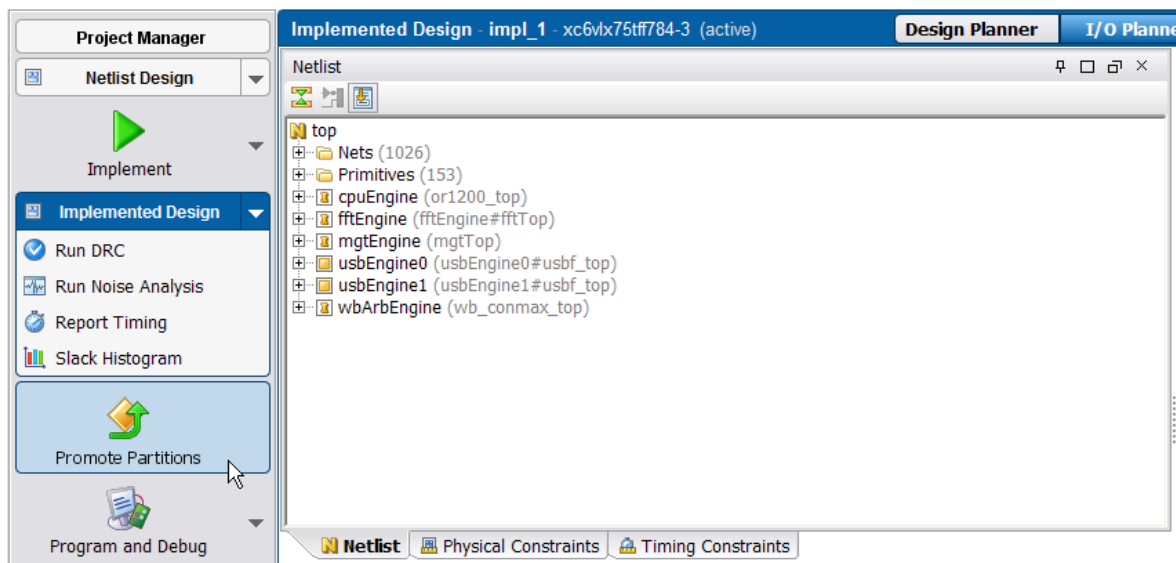 Project Manager
Netlist Design
Implement
Implemented Design
Run DRC
Run Noise Analysis
Report Timing
Slack Histogram
Promote Partitions
Program and Debug
Implemented Design - impl_1 - xc6vlx75tff784-3 (active)
Design Planner
I/O Planne
Netlist
top
Nets (1026)
Primitives (153)
cpuEngine (or1200_top)
fftEngine (fftEngine#fftTop)
mgtEngine (mgtTop)
usbEngine0 (usbEngine0#usbf_top)
usbEngine1 (usbEngine1#usbf_top)
wbArbEngine (wb_conmax_top)
Netlist
Physical Constraints
Timing Constraints